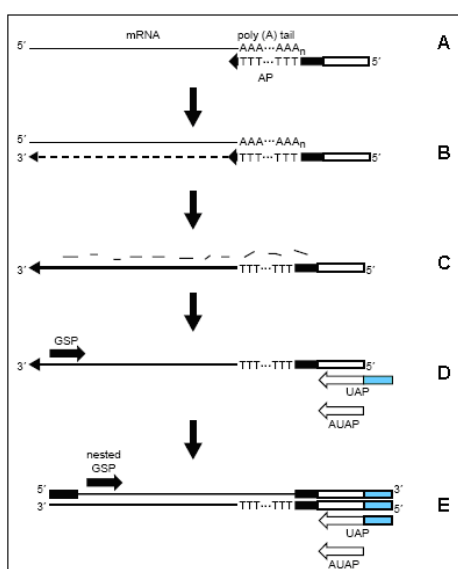 mRNA poly (A) tail A
5′ AAA···AAAn
TTT···TTT 5′
AP
5′ AAA···AAAn B
3′ TTT···TTT 5′
C
3′ TTT···TTT 5′
GSP
3′ TTT···TTT 5′ D
UAP
AUAP
nested
GSP
5′ 3′
3′ TTT···TTT 5′ E
UAP
AUAP